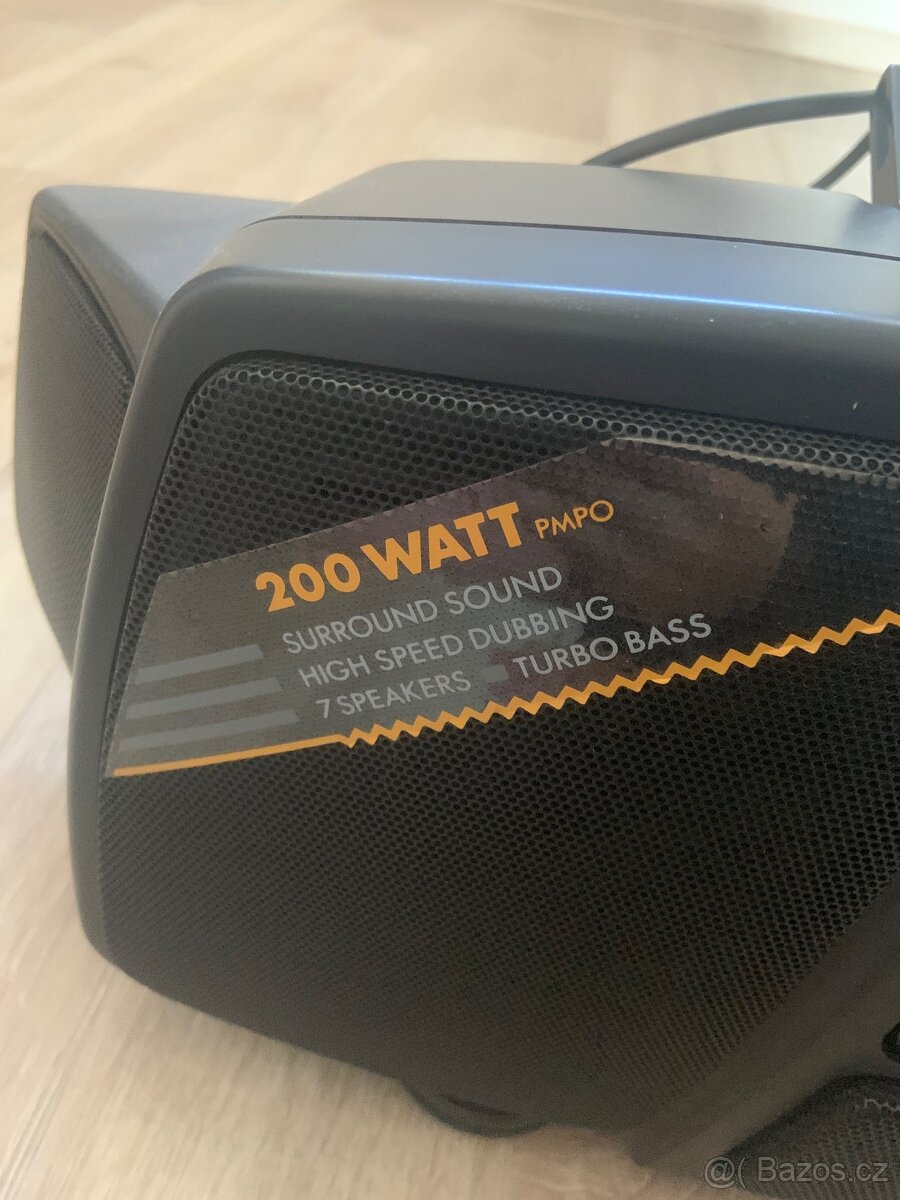 200 WATT PMPO
SURROUND SOUND
HIGH SPEED DUBBING
7 SPEAKERS TURBO BASS
@( Bazos.cz